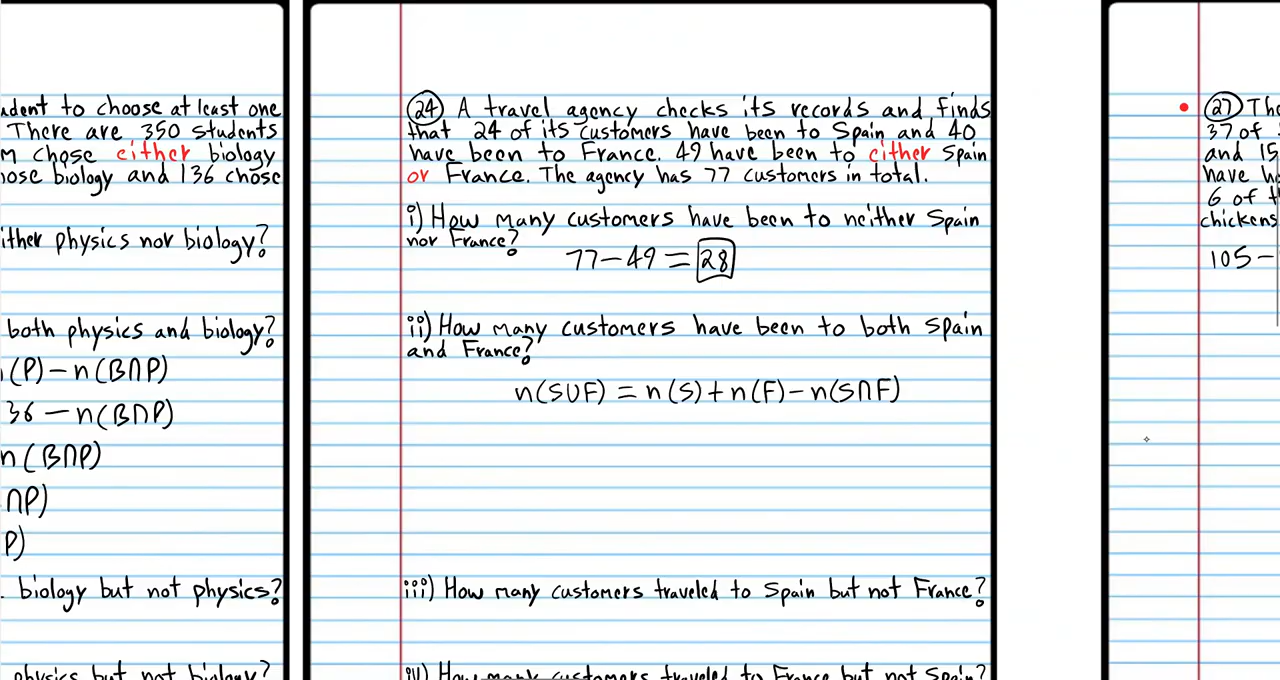 udent to choose at least one
There are 350 students
m chose either biology
ose biology and 136 chose
ither physics nor biology?
both physics and biology?
(P) – n(B∩P)
36 – n(B∩P)
n(B∩P)
∩P)
P)
. biology but not physics?
physics but not biology?
24 A travel agency checks its records and finds
that 24 of its customers have been to Spain and 40
have been to France. 49 have been to either Spain
or France. The agency has 77 customers in total.
i) How many customers have been to neither Spain
nor France?
77 – 49 = 28
ii) How many customers have been to both Spain
and France?
n(S∪F) = n(S) + n(F) – n(S∩F)
iii) How many customers traveled to Spain but not France?
iv) How many customers traveled to France but not Spain?
27 The
37 of
and 15
have h
6 of t
chickens
105 –